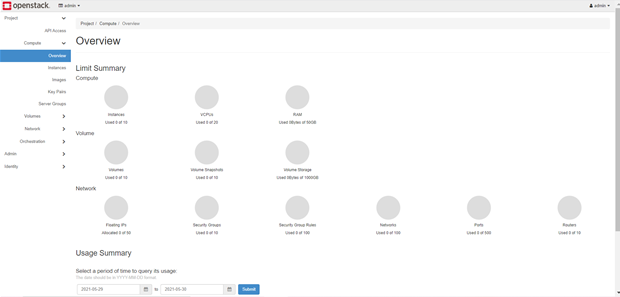 openstack. admin admin
Project
API Access
Compute
Overview
Instances
Images
Key Pairs
Server Groups
Volumes
Network
Orchestration
Admin
Identity
Project / Compute / Overview
Overview
Limit Summary
Compute
Instances VCPUs RAM
Used 0 of 10 Used 0 of 20 Used 0Bytes of 50GB
Volume
Volumes Volume Snapshots Volume Storage
Used 0 of 10 Used 0 of 10 Used 0Bytes of 1000GB
Network
Floating IPs Security Groups Security Group Rules Networks Ports Routers
Allocated 0 of 50 Used 0 of 10 Used 0 of 100 Used 0 of 100 Used 0 of 500 Used 0 of 10
Usage Summary
Select a period of time to query its usage:
The date should be in YYYY-MM-DD format.
2021-05-29 to 2021-05-30 Submit